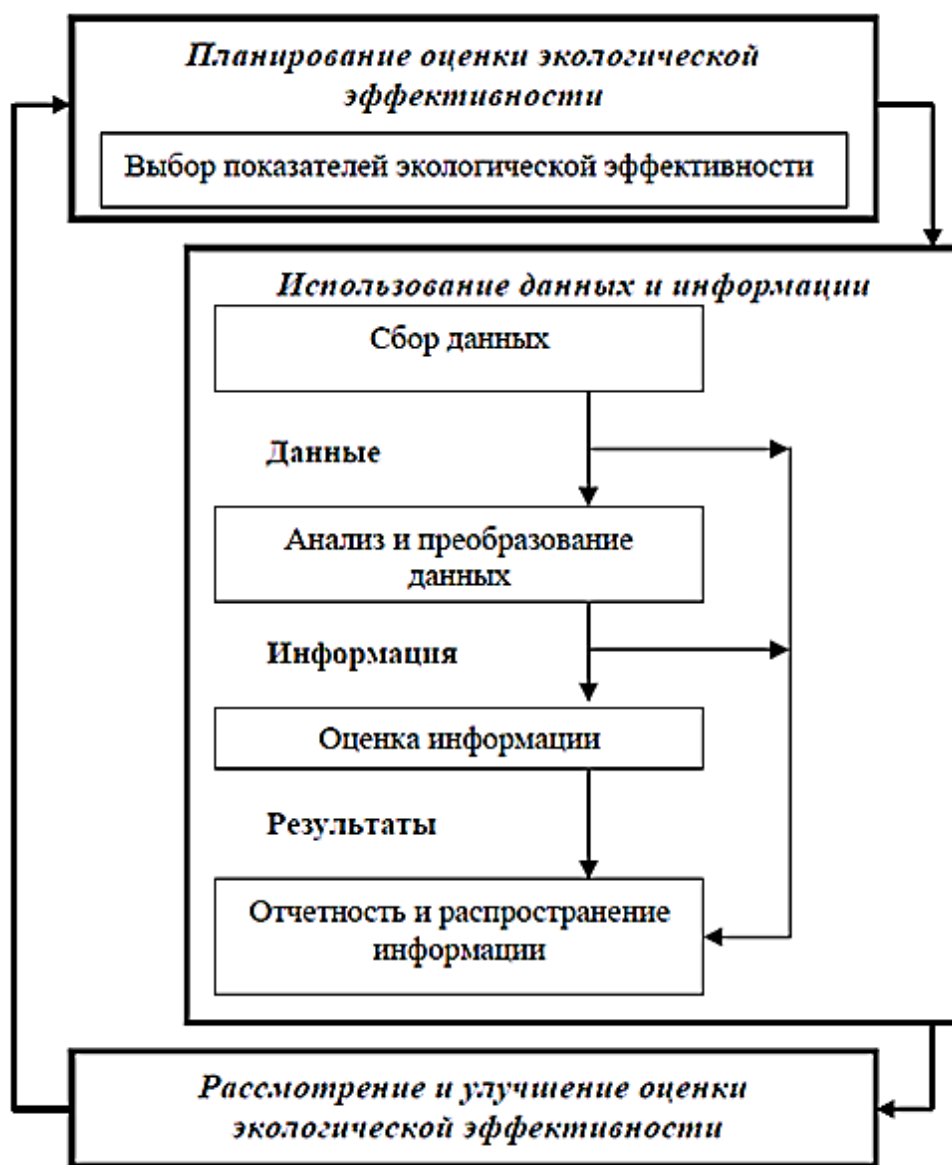 Планирование оценки экологической
эффективности
Выбор показателей экологической эффективности
Использование данных и информации
Сбор данных
Данные
Анализ и преобразование
данных
Информация
Оценка информации
Результаты
Отчетность и распространение
информации
Рассмотрение и улучшение оценки
экологической эффективности